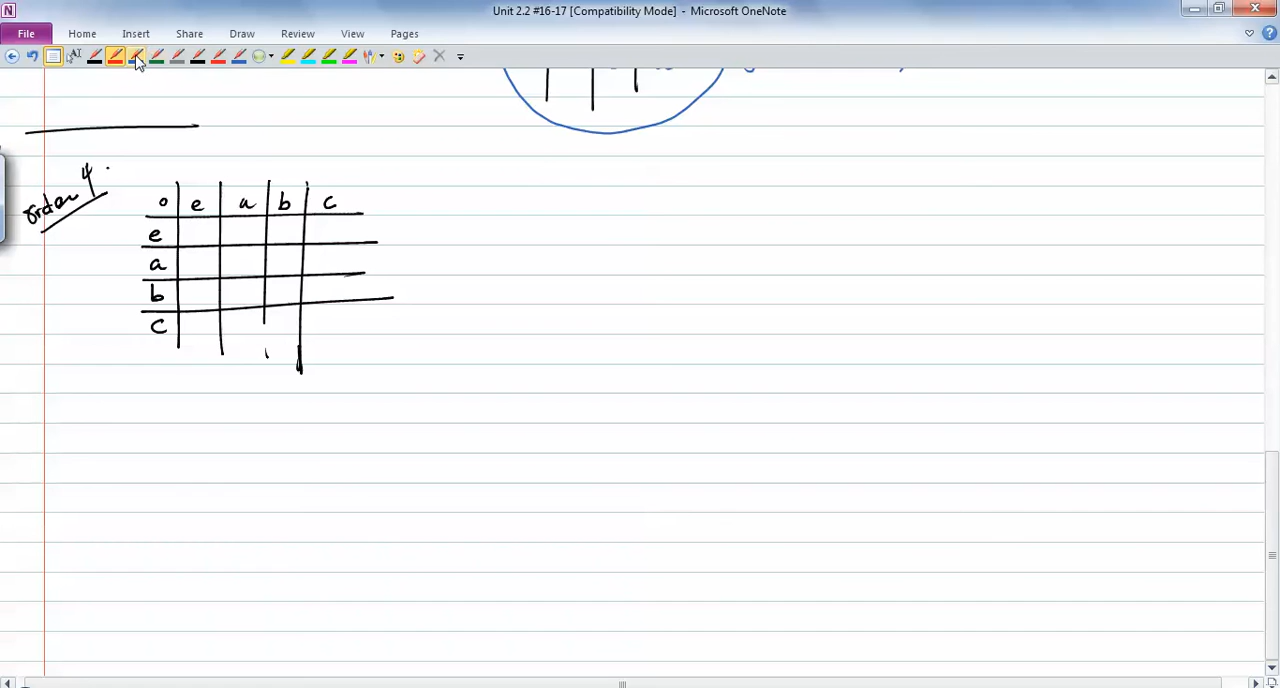 Unit 2.2 #16-17 [Compatibility Mode] - Microsoft OneNote
File Home Insert Share Draw Review View Pages
order 4.
o e a b c
e
a
b
c